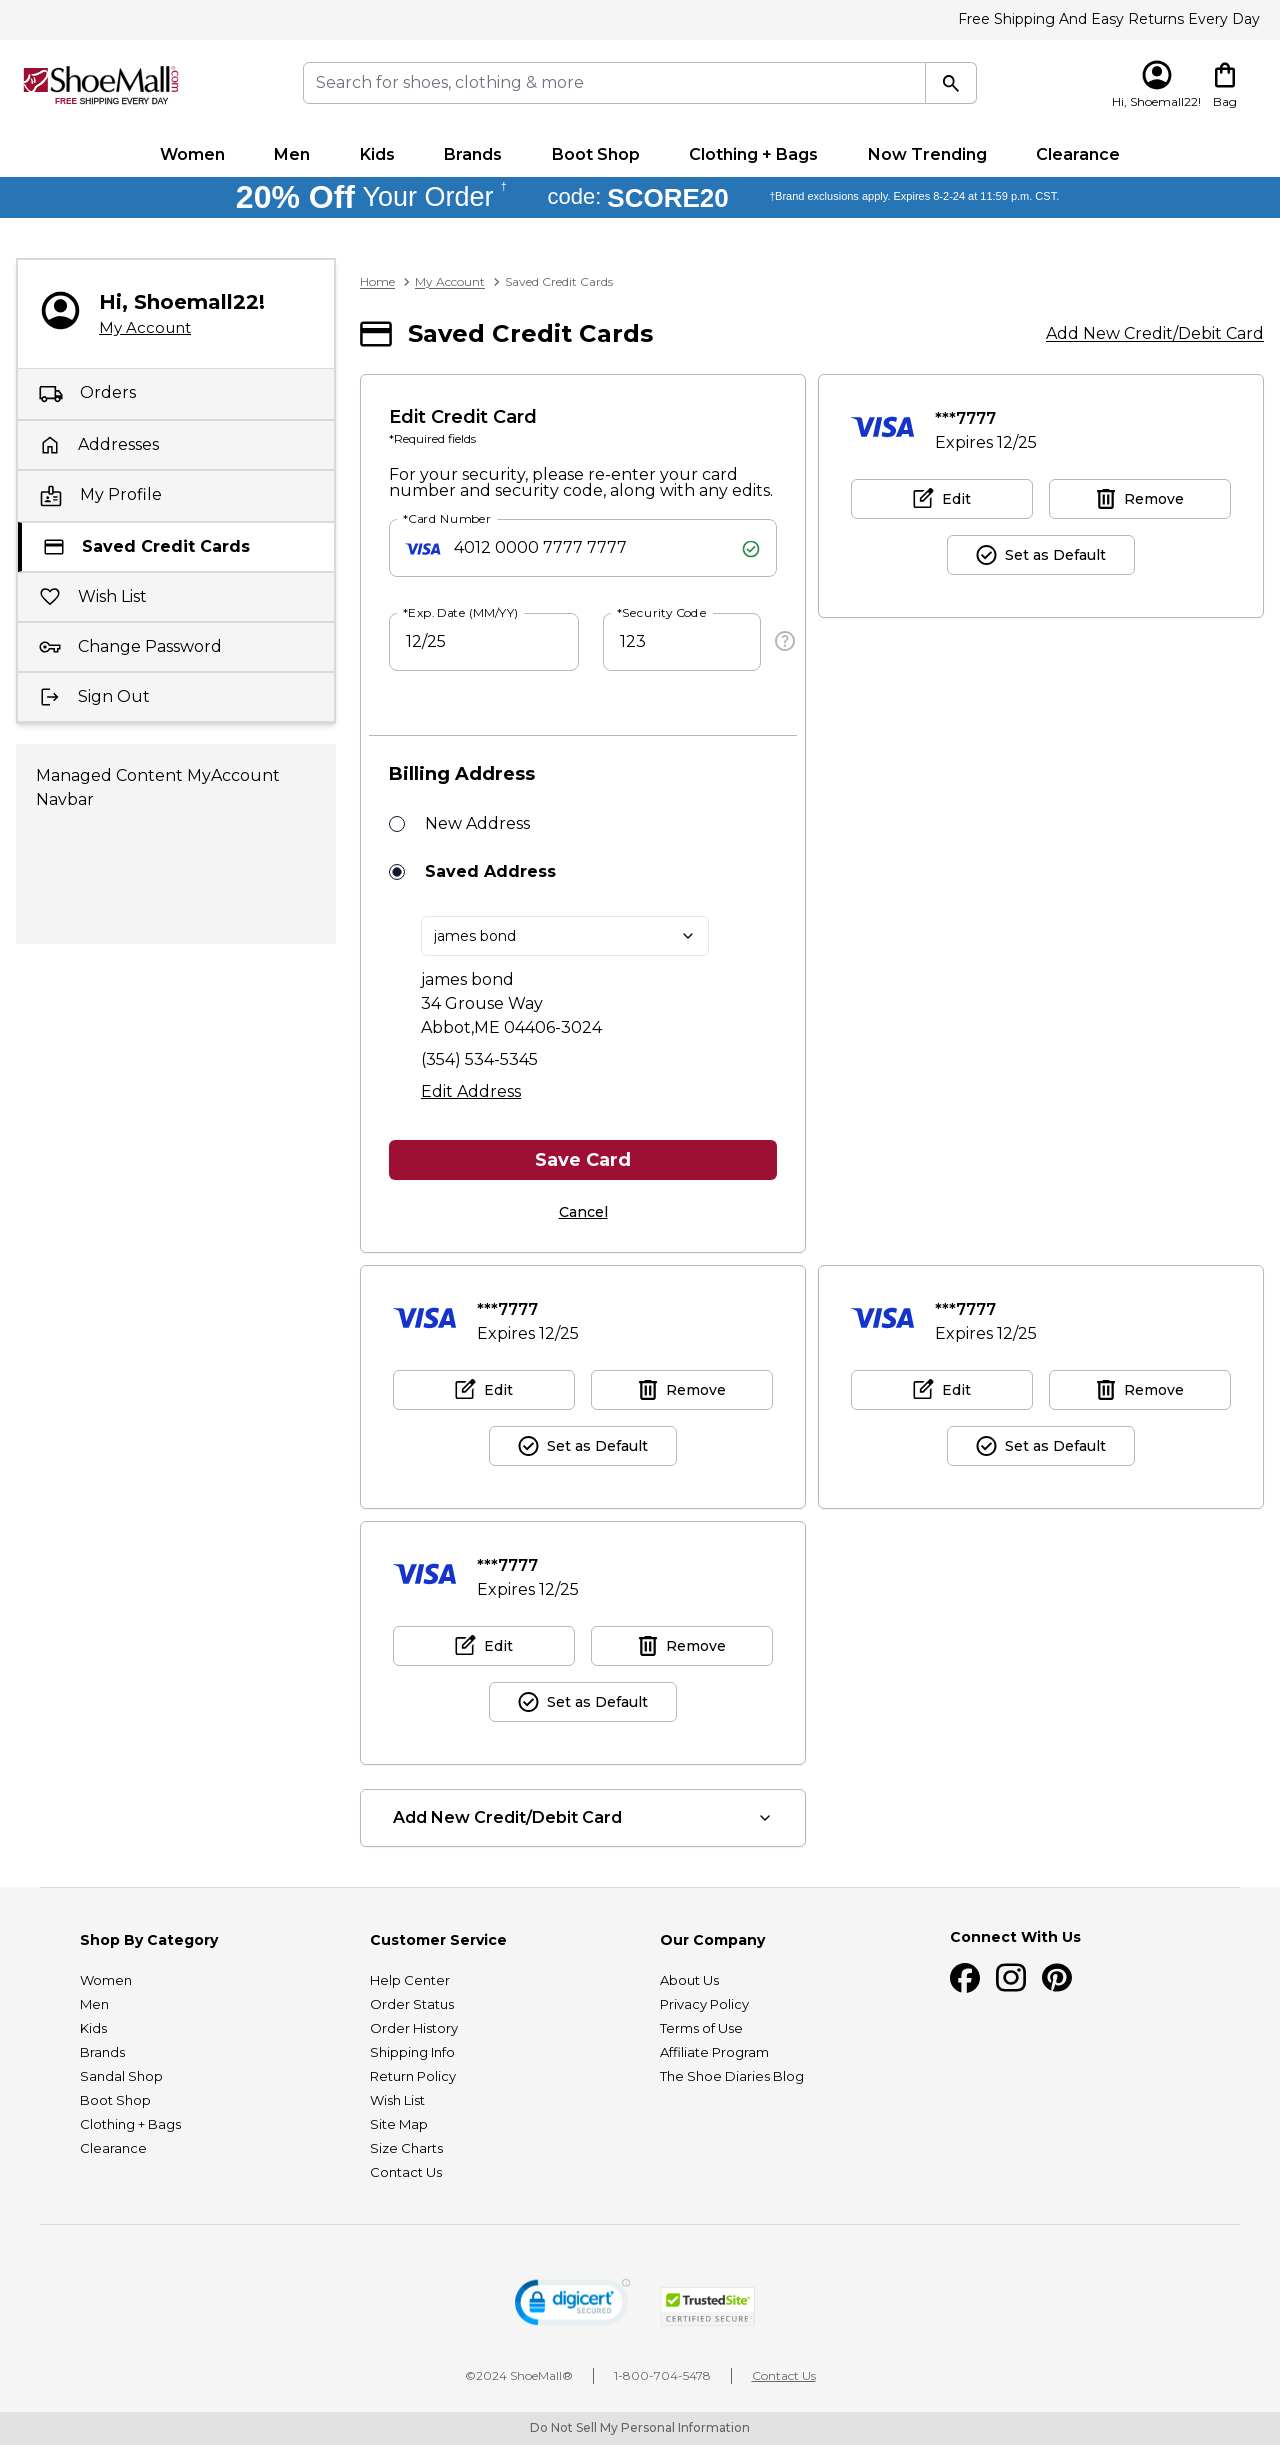 Free Shipping And Easy Returns Every Day
ShoeMall.com
FREE SHIPPING EVERY DAY
Search for shoes, clothing & more
Hi, Shoemall22!
Bag
Women Men Kids Brands Boot Shop Clothing + Bags Now Trending Clearance
20% Off Your Order † code: SCORE20 †Brand exclusions apply. Expires 8-2-24 at 11:59 p.m. CST.
Hi, Shoemall22!
My Account
Orders
Addresses
My Profile
Saved Credit Cards
Wish List
Change Password
Sign Out
Managed Content MyAccount
Navbar
Home > My Account > Saved Credit Cards
Saved Credit Cards
Add New Credit/Debit Card
Edit Credit Card
*Required fields
For your security, please re-enter your card
number and security code, along with any edits.
*Card Number
VISA 4012 0000 7777 7777
*Exp. Date (MM/YY)
12/25
*Security Code
123
Billing Address
New Address
Saved Address
james bond
james bond
34 Grouse Way
Abbot,ME 04406-3024
(354) 534-5345
Edit Address
Save Card
Cancel
VISA
***7777
Expires 12/25
Edit
Remove
Set as Default
VISA
***7777
Expires 12/25
Edit
Remove
Set as Default
VISA
***7777
Expires 12/25
Edit
Remove
Set as Default
VISA
***7777
Expires 12/25
Edit
Remove
Set as Default
Add New Credit/Debit Card
Shop By Category
Women
Men
Kids
Brands
Sandal Shop
Boot Shop
Clothing + Bags
Clearance
Customer Service
Help Center
Order Status
Order History
Shipping Info
Return Policy
Wish List
Site Map
Size Charts
Contact Us
Our Company
About Us
Privacy Policy
Terms of Use
Affiliate Program
The Shoe Diaries Blog
Connect With Us
digicert
SECURED
TrustedSite
CERTIFIED SECURE
©2024 ShoeMall®
1-800-704-5478
Contact Us
Do Not Sell My Personal Information